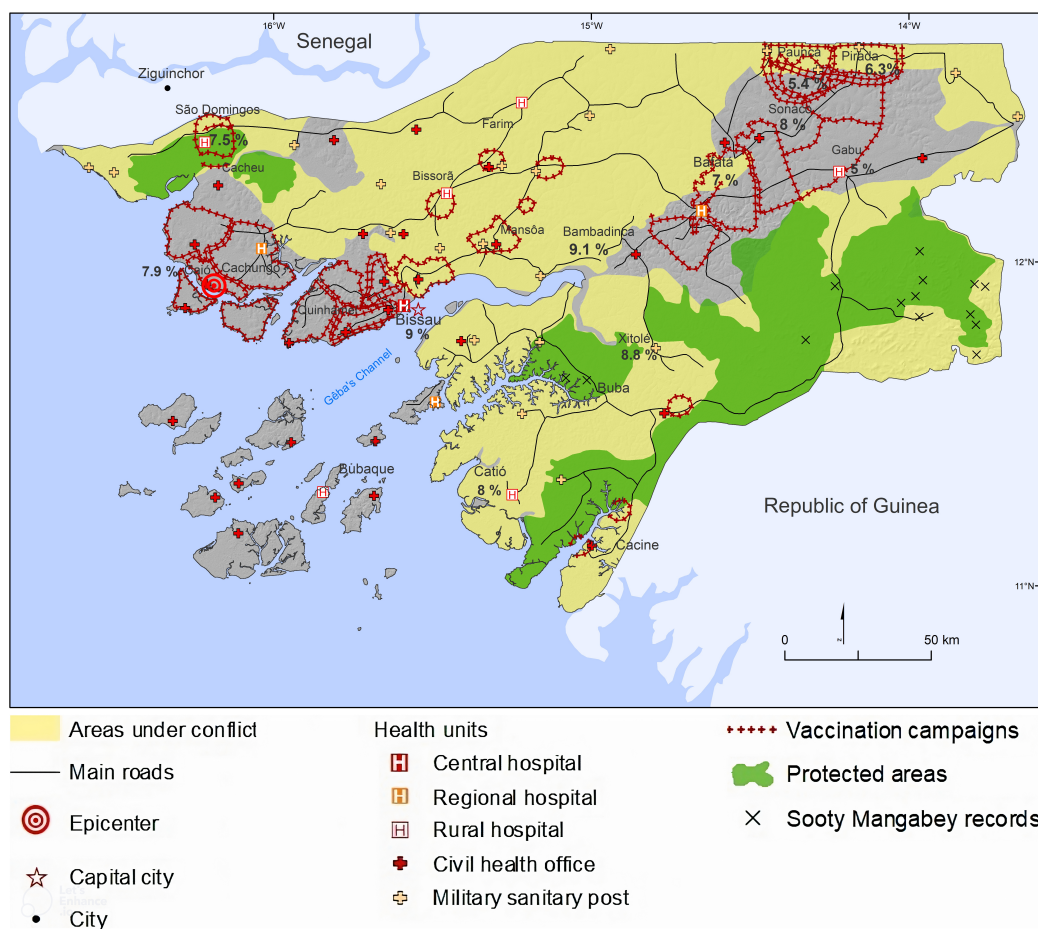 16°W
15°W
14°W
Senegal
Ziguinchor
Paunca
Pirada
6.3%
5.4 %
São Domingos
7.5 %
Farim
Sonaco
8 %
Cacheu
Bissorã
Bafatá
7 %
Gabu
5 %
Mansôa
Bambadinca
9.1 %
7.9 %
Caió
Cachungo
12°N
Quinhamel
Bissau
9 %
Xitole
8.8 %
Gêba's Channel
Buba
Bùbaque
Catió
8 %
Republic of Guinea
Cacine
11°N
z
0
50 km
Areas under conflict
Main roads
Epicenter
Capital city
City
Health units
Central hospital
Regional hospital
Rural hospital
Civil health office
Military sanitary post
Vaccination campaigns
Protected areas
Sooty Mangabey records
Let's
Enhance